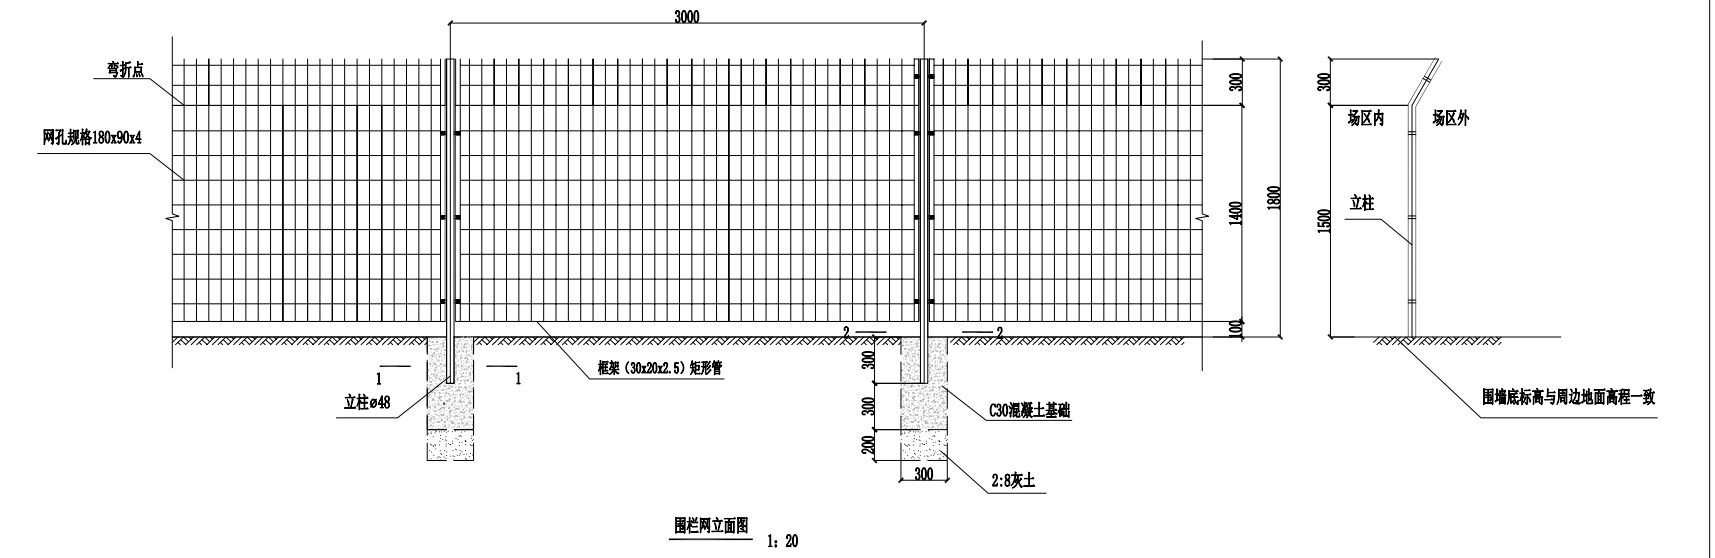 3000
弯折点
网孔规格180x90x4
300
1400
1800
100
300
1500
场区内
场区外
立柱
2
2
1
1
300
300
200
300
框架（30x20x2.5）矩形管
立柱ø48
C30混凝土基础
2:8灰土
围墙底标高与周边地面高程一致
围栏网立面图
1：20